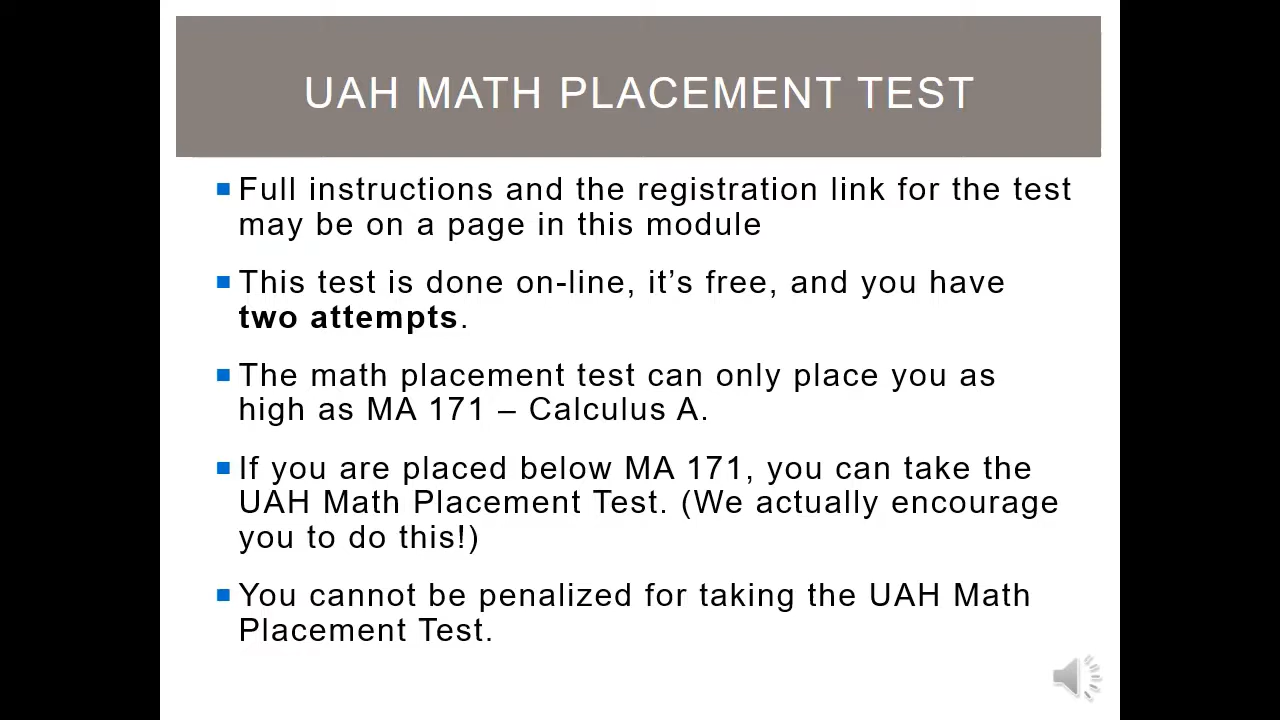 UAH MATH PLACEMENT TEST
Full instructions and the registration link for the test
may be on a page in this module
This test is done on-line, it’s free, and you have
two attempts.
The math placement test can only place you as
high as MA 171 – Calculus A.
If you are placed below MA 171, you can take the
UAH Math Placement Test. (We actually encourage
you to do this!)
You cannot be penalized for taking the UAH Math
Placement Test.